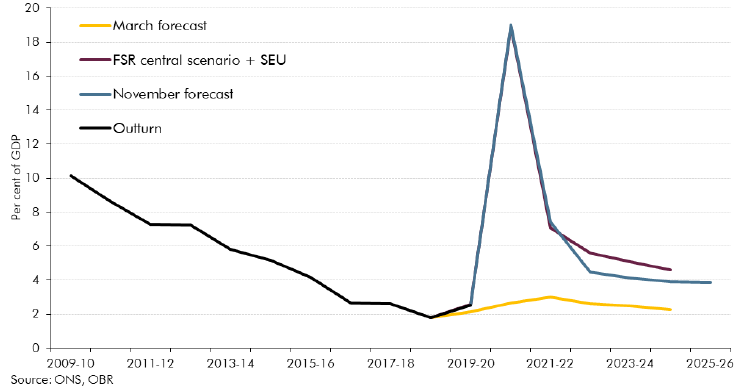 20
18
16
14
12
10
8
6
4
2
0
Per cent of GDP
March forecast
FSR central scenario + SEU
November forecast
Outturn
2009-10 2011-12 2013-14 2015-16 2017-18 2019-20 2021-22 2023-24 2025-26
Source: ONS, OBR